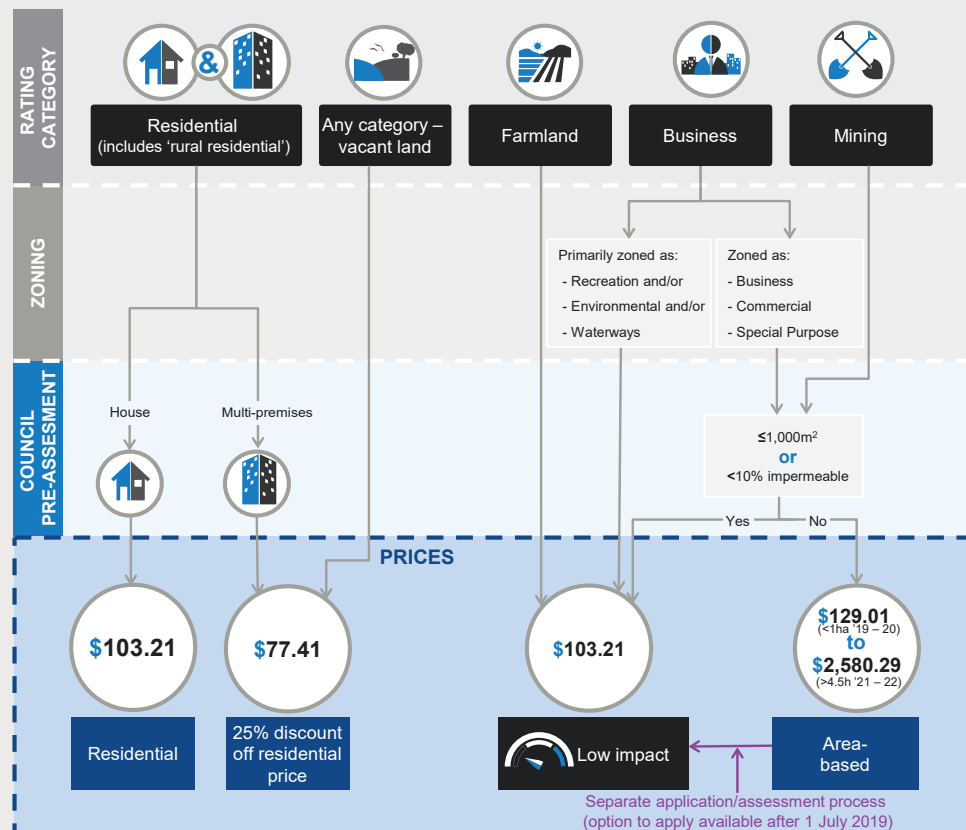 RATING
CATEGORY
&
Residential
(includes ‘rural residential’)
Any category –
vacant land
Farmland
Business
Mining
ZONING
Primarily zoned as:
- Recreation and/or
- Environmental and/or
- Waterways
Zoned as:
- Business
- Commercial
- Special Purpose
COUNCIL
PRE-ASSESMENT
House
Multi-premises
≤1,000m²
or
<10% impermeable
Yes
No
PRICES
$103.21
$77.41
$103.21
$129.01
(<1ha ’19 – 20)
to
$2,580.29
(>4.5h ’21 – 22)
Residential
25% discount
off residential
price
Low impact
Area-
based
Separate application/assessment process
(option to apply available after 1 July 2019)